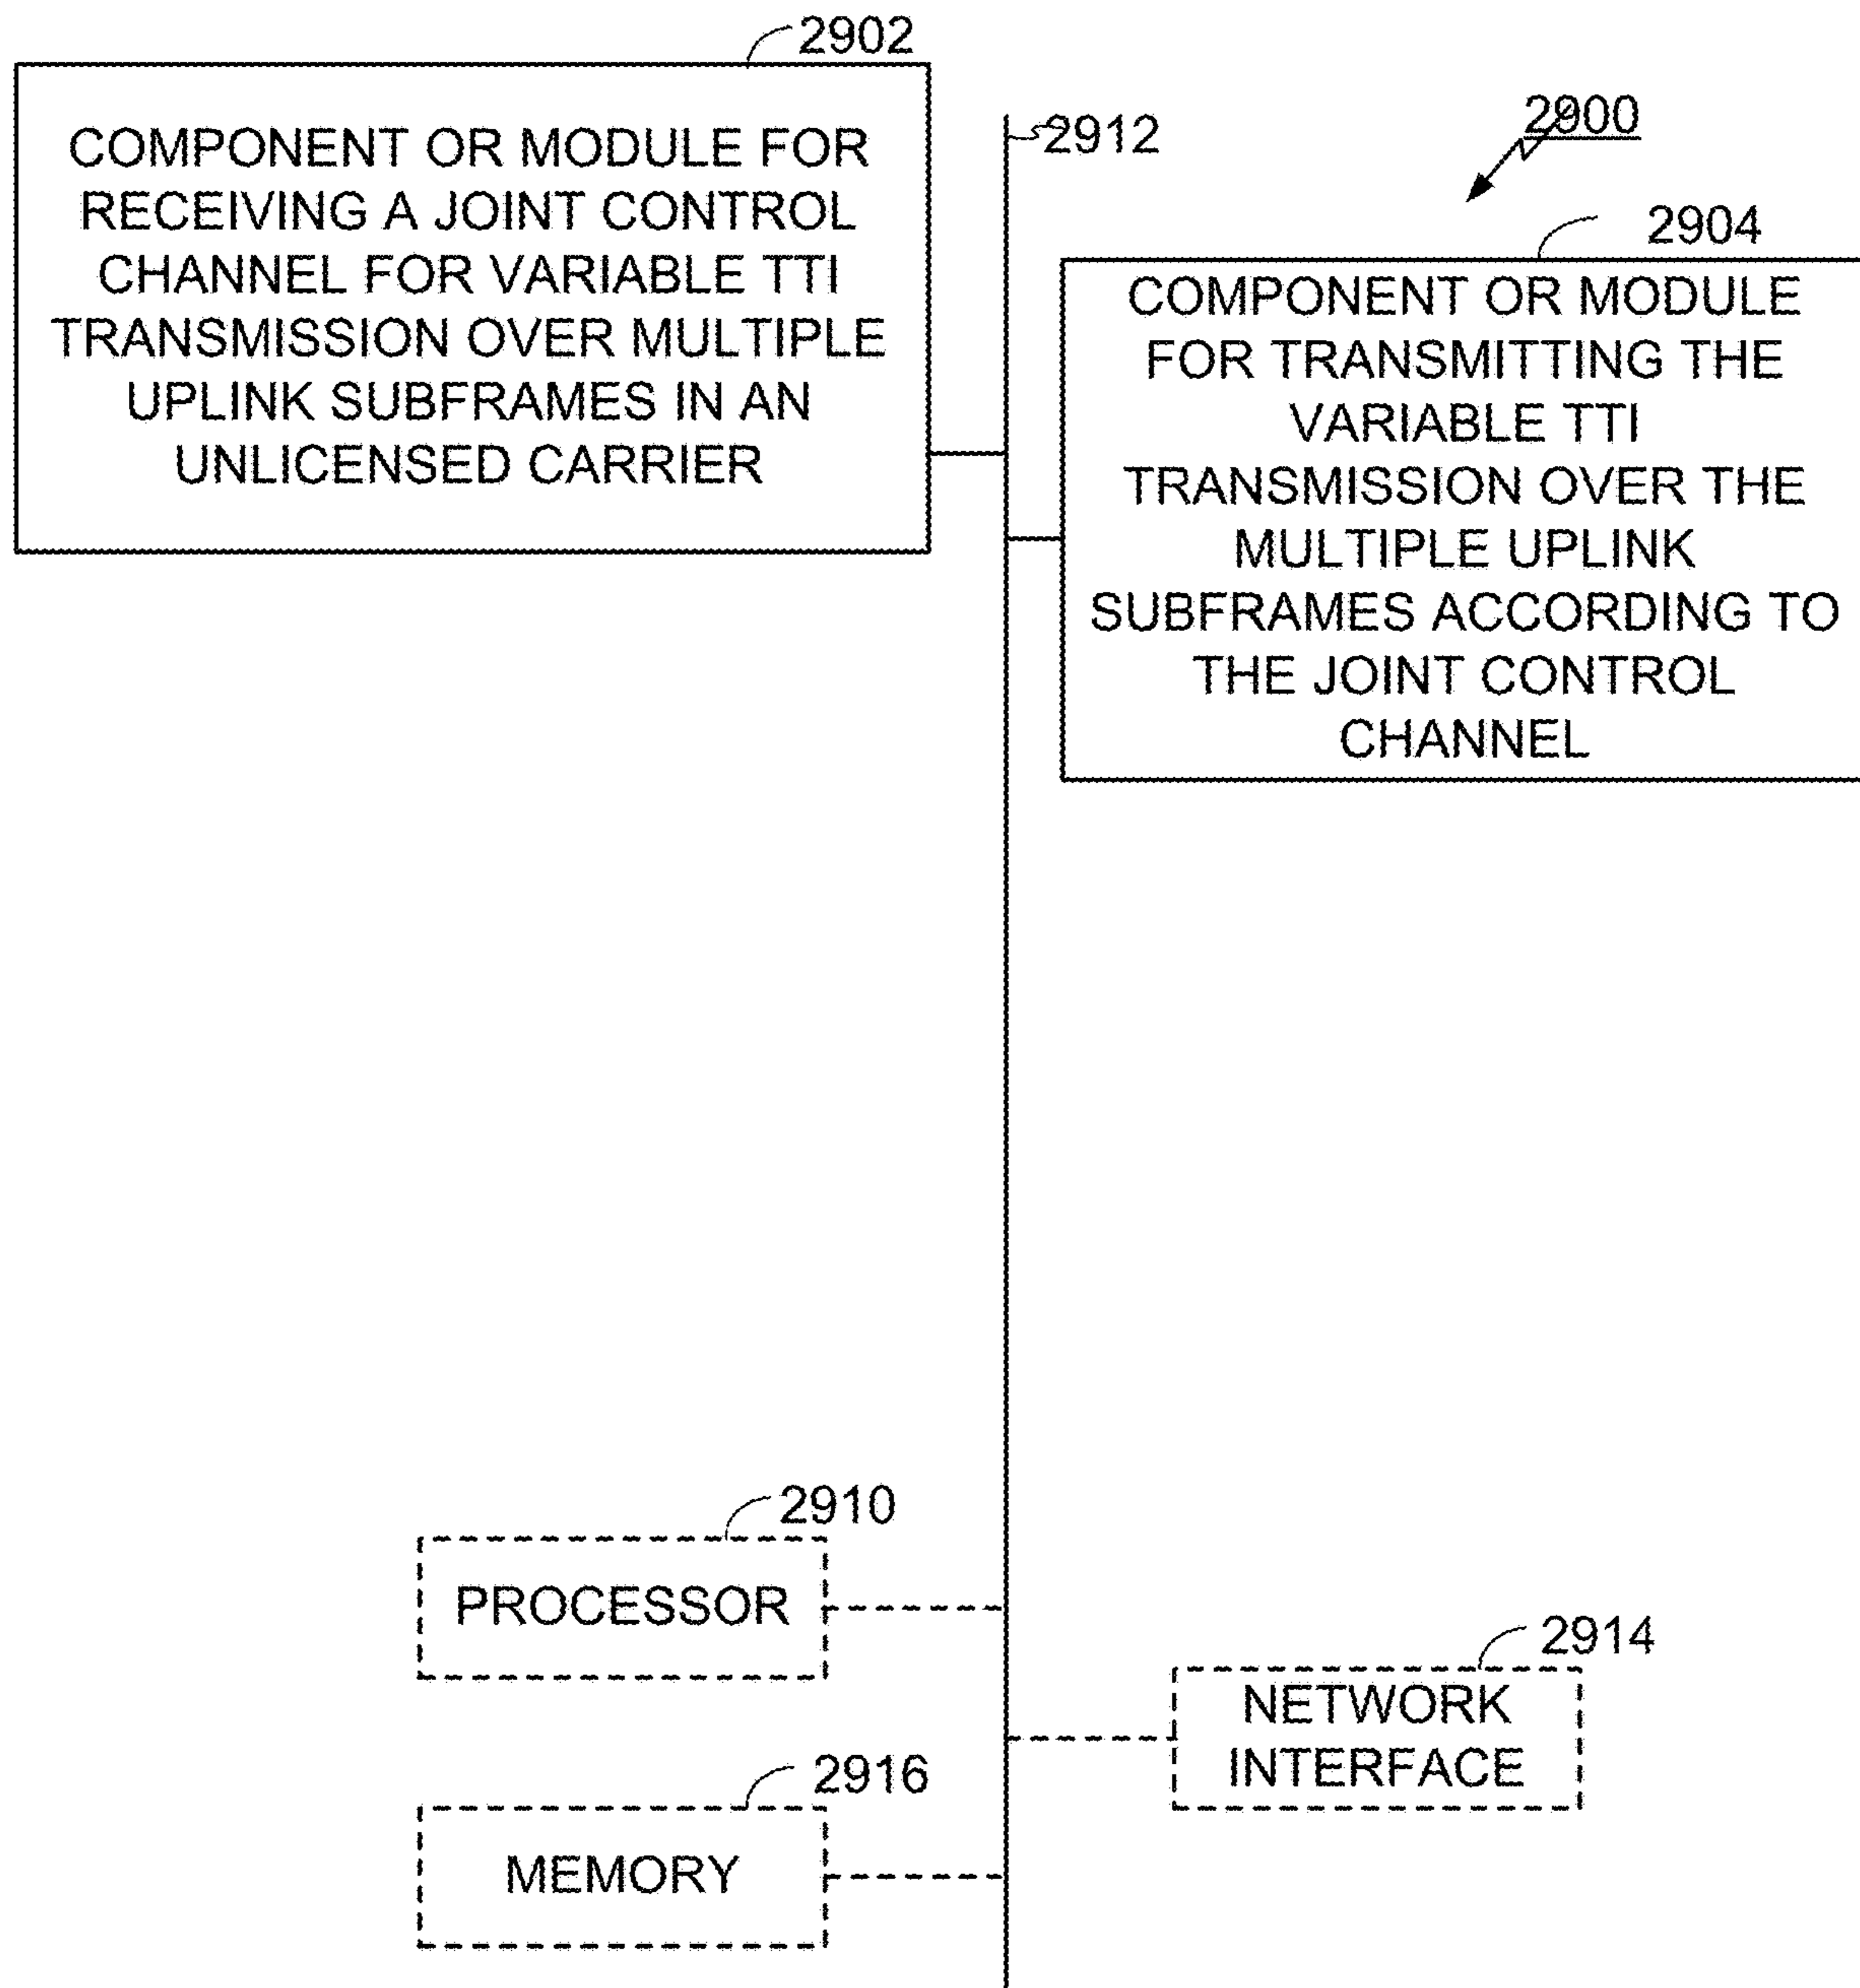 2902
COMPONENT OR MODULE FOR
RECEIVING A JOINT CONTROL
CHANNEL FOR VARIABLE TTI
TRANSMISSION OVER MULTIPLE
UPLINK SUBFRAMES IN AN
UNLICENSED CARRIER
2912
2900
2904
COMPONENT OR MODULE
FOR TRANSMITTING THE
VARIABLE TTI
TRANSMISSION OVER THE
MULTIPLE UPLINK
SUBFRAMES ACCORDING TO
THE JOINT CONTROL
CHANNEL
2910
PROCESSOR
2914
NETWORK
INTERFACE
2916
MEMORY